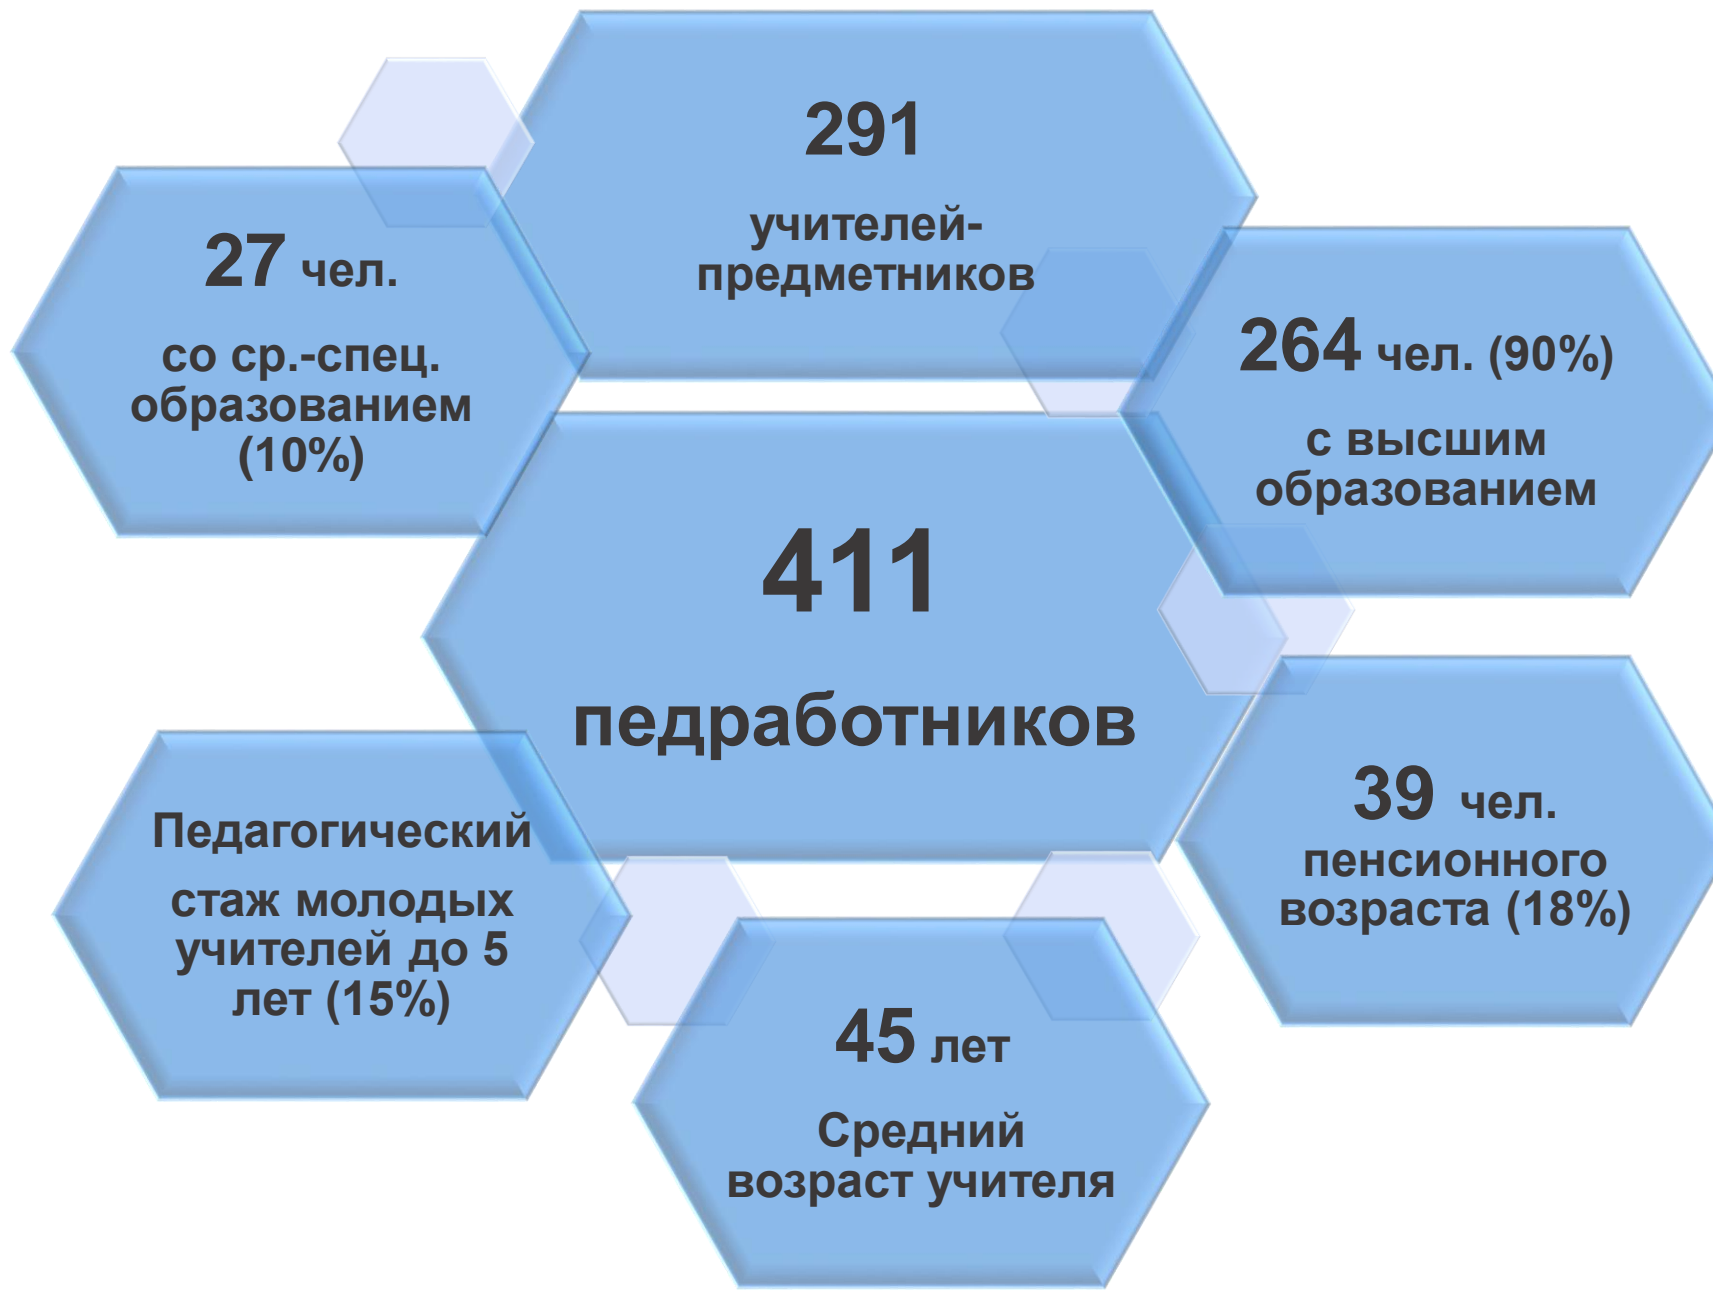 291
учителей-
предметников
27 чел.
со ср.-спец.
образованием
(10%)
264 чел. (90%)
с высшим
образованием
411
педработников
39 чел.
пенсионного
возраста (18%)
Педагогический
стаж молодых
учителей до 5
лет (15%)
45 лет
Средний
возраст учителя